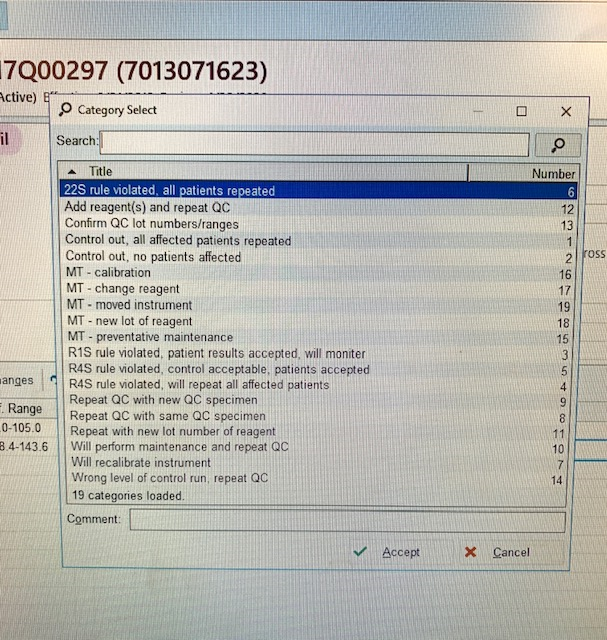 17Q00297 (7013071623)
Active)
Category Select
Search:
Title Number
22S rule violated, all patients repeated 6
Add reagent(s) and repeat QC 12
Confirm QC lot numbers/ranges 13
Control out, all affected patients repeated 1
Control out, no patients affected 2
MT - calibration 16
MT - change reagent 17
MT - moved instrument 19
MT - new lot of reagent 18
MT - preventative maintenance 15
R1S rule violated, patient results accepted, will moniter 3
R4S rule violated, control acceptable, patients accepted 5
R4S rule violated, will repeat all affected patients 4
Repeat QC with new QC specimen 9
Repeat QC with same QC specimen 8
Repeat with new lot number of reagent 11
Will perform maintenance and repeat QC 10
Will recalibrate instrument 7
Wrong level of control run, repeat QC 14
19 categories loaded.
Comment:
Accept Cancel
il
ross
anges
. Range
.0-105.0
8.4-143.6